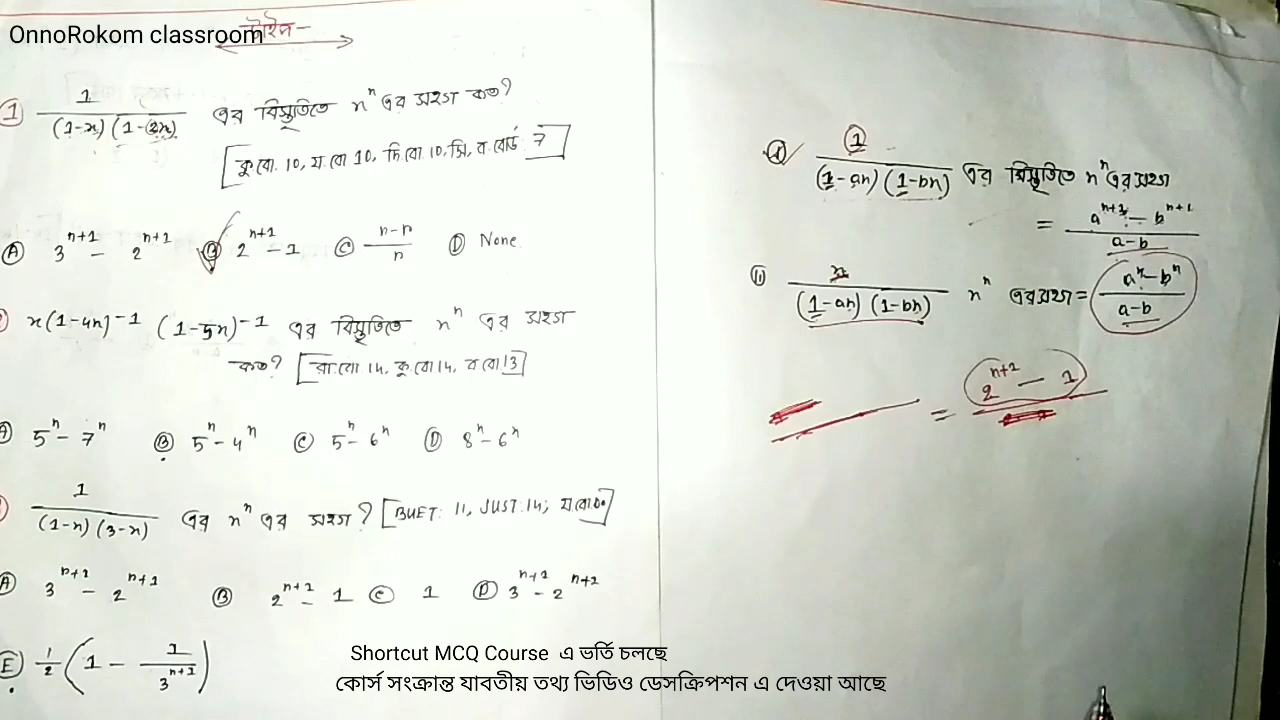 OnnoRokom classroom
টাইপ-
1 1/(1-x)(1-2x) এর বিস্তৃতিতে x^n এর সহগ কত?
[কু.বো. 10, য.বো 10, দি.বো 10, সি, ব.বোর্ড 7]
A 3^n+1 - 2^n+1 B 2^n+1 - 1 C n-n/n D None.
x(1-4x)^-1 (1-5x)^-1 এর বিস্তৃতিতে x^n এর সহগ
কত? [রা.বো 14, কু.বো 14, ব.বো 13]
A 5^n - 7^n B 5^n - 4^n C 5^n - 6^n D 8^n - 6^n
1/(1-x)(3-x) এর x^n এর সহগ? [BUET: 11, JUST: 14;
A 3^n+1 - 2^n+1 B 2^n+1 - 1 C 1 D 3^n+1 - 2^n+1
E 1/2 (1 - 1/3^n+1)
i 1/(1-ax)(1-bx) এর বিস্তৃতিতে x^n এর সহগ
= a^n+1 - b^n+1/a-b
ii x/(1-ax)(1-bx) x^n এর সহগ = a^n - b^n/a-b
= 2^n+1 - 1
Shortcut MCQ Course এ ভর্তি চলছে
কোর্স সংক্রান্ত যাবতীয় তথ্য ভিডিও ডেসক্রিপশন এ দেওয়া আছে